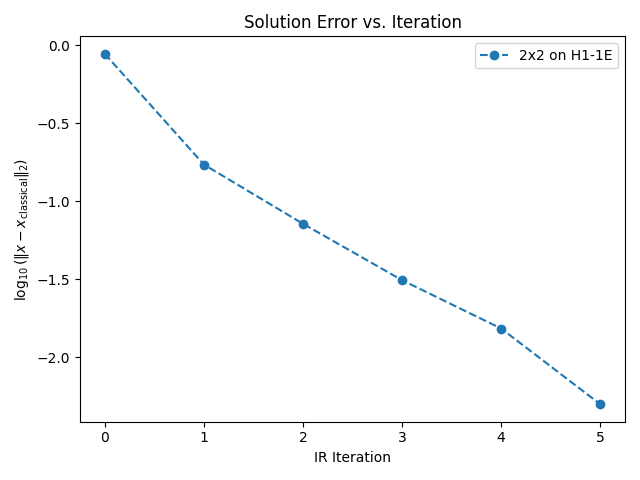 Solution Error vs. Iteration
2x2 on H1-1E
0.0
−0.5
−1.0
−1.5
−2.0
log₁₀(‖x − x_classical‖₂)
0 1 2 3 4 5
IR Iteration